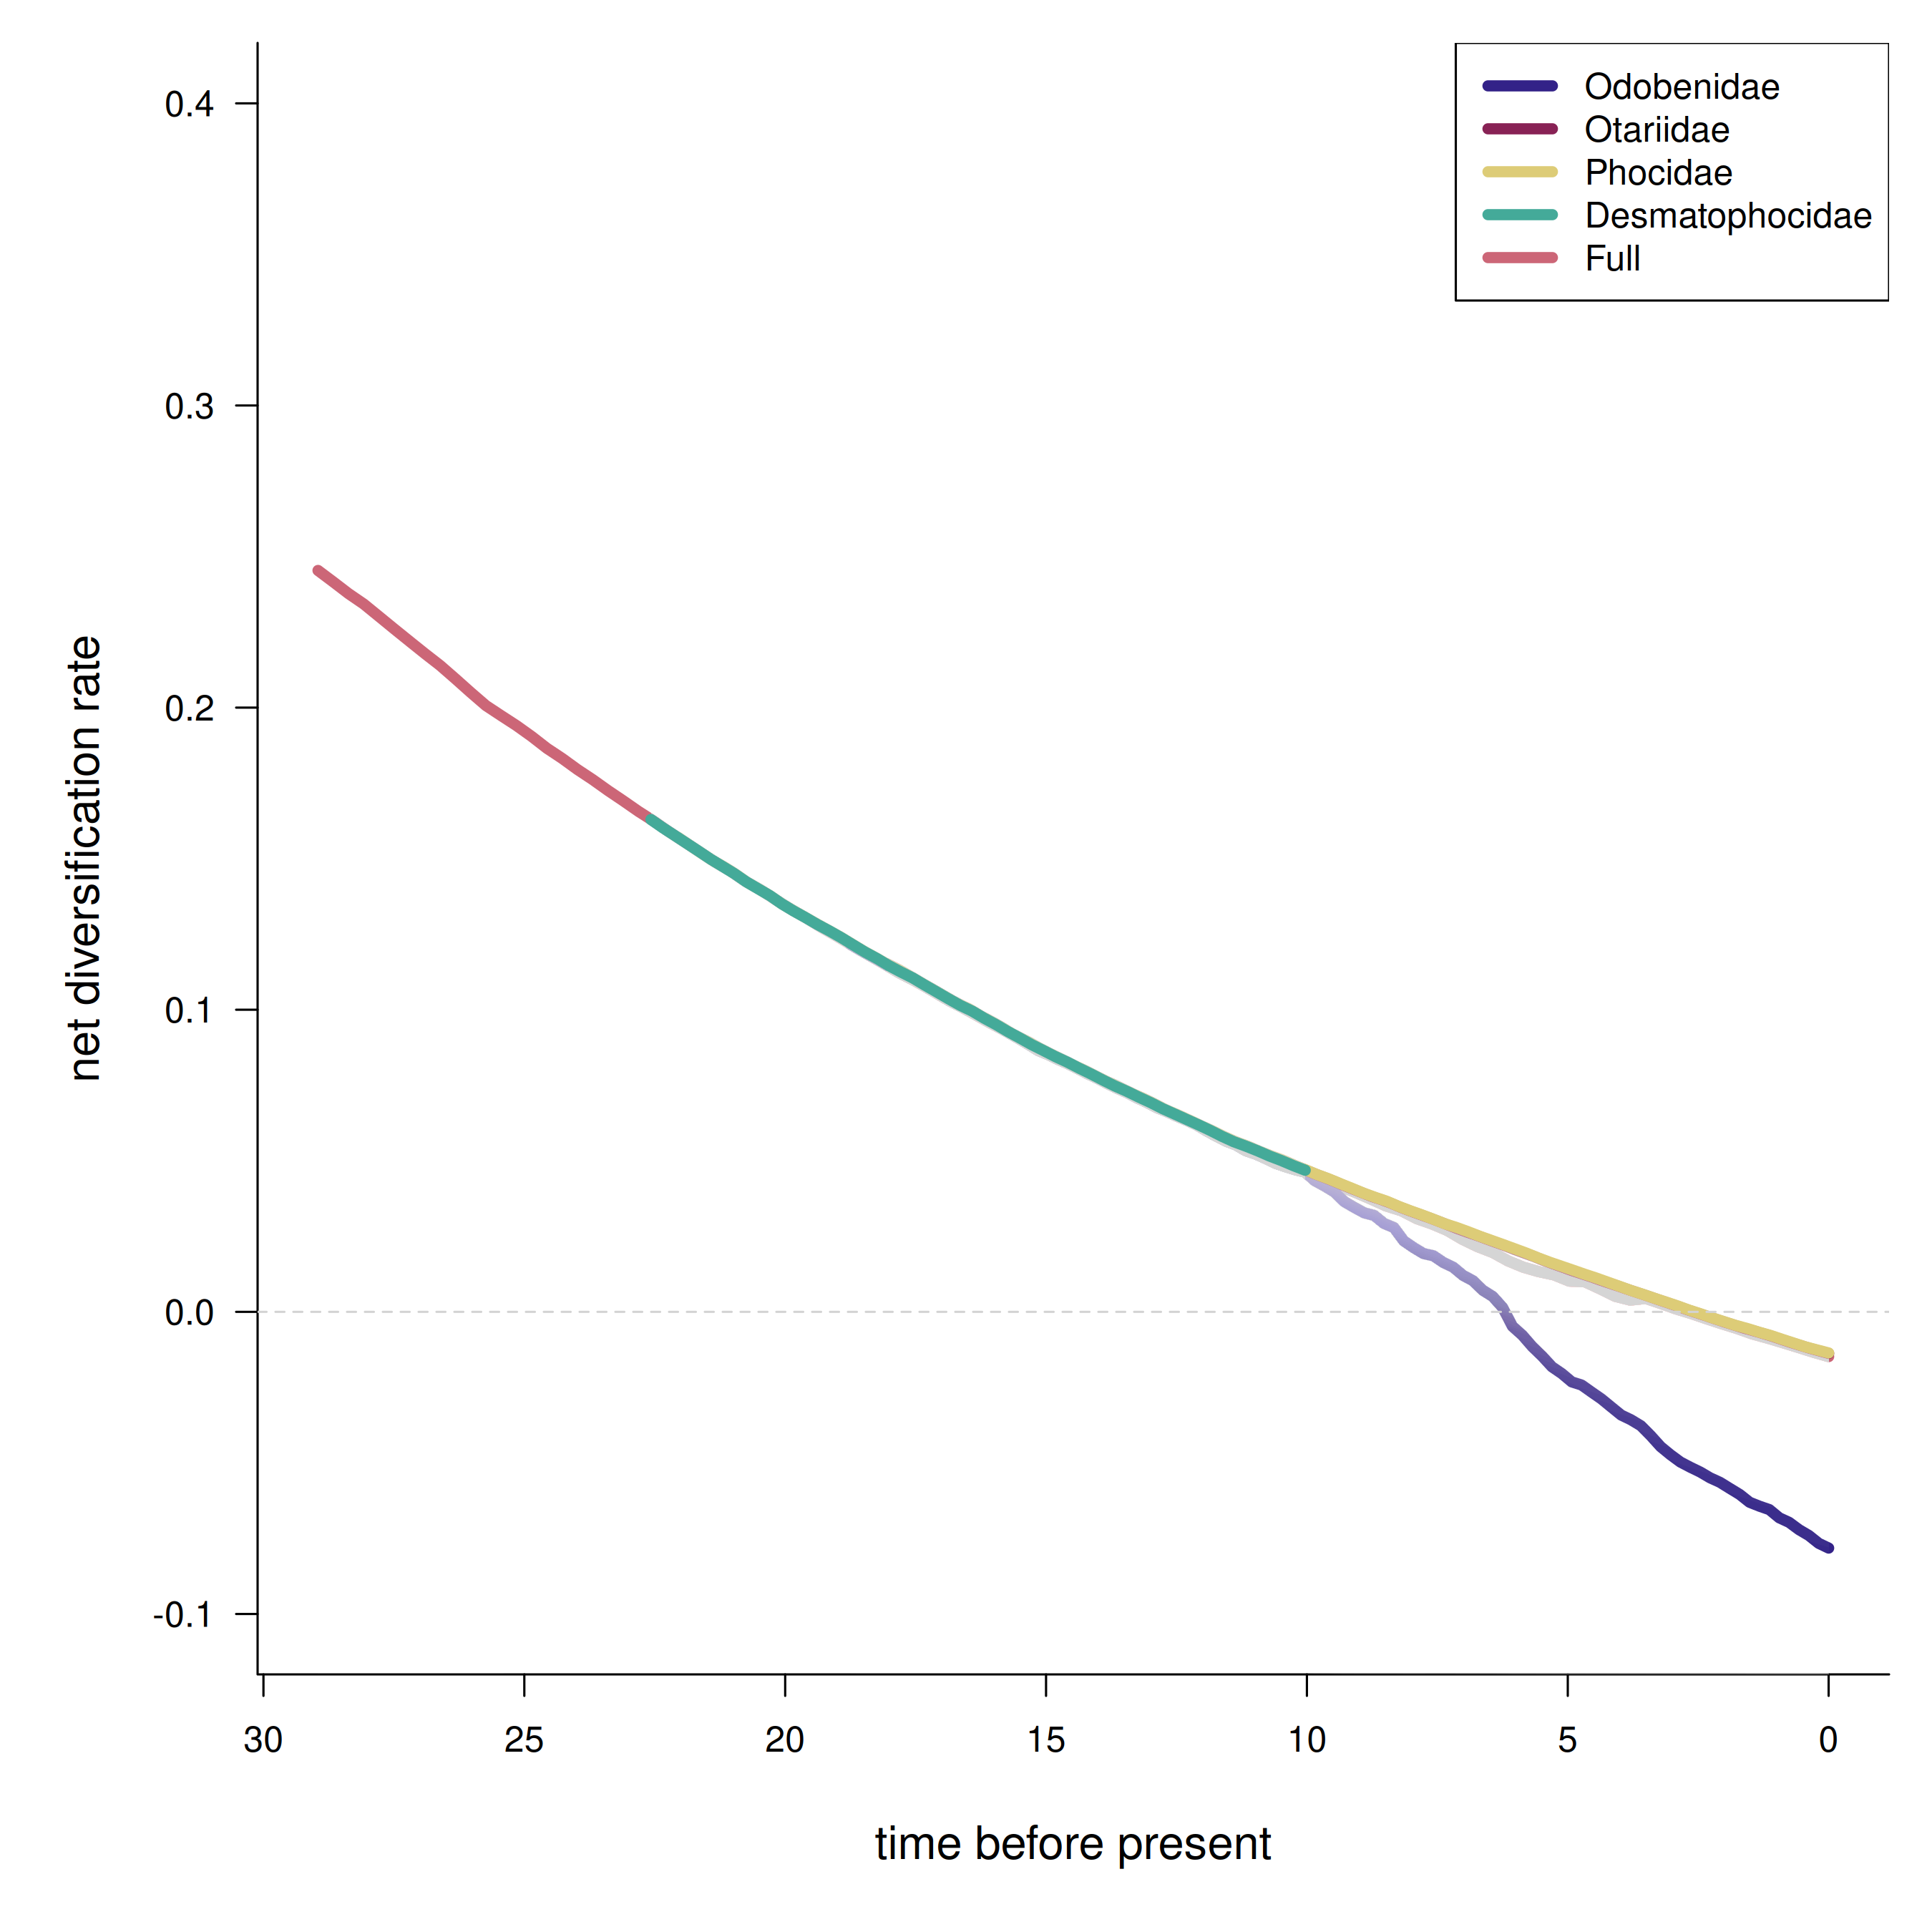 Odobenidae
Otariidae
Phocidae
Desmatophocidae
Full
0.4
0.3
0.2
0.1
0.0
-0.1
net diversification rate
30 25 20 15 10 5 0
time before present